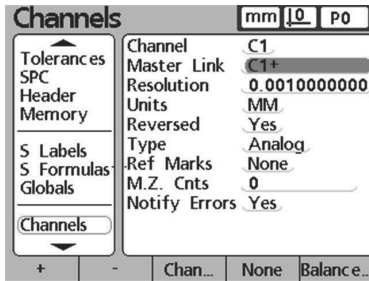 Channels mm |0 P0
Tolerances
SPC
Header
Memory
S Labels
S Formulas
Globals
Channels
Channel C1
Master Link C1+
Resolution 0.0010000000
Units MM
Reversed Yes
Type Analog
Ref Marks None
M.Z. Cnts 0
Notify Errors Yes
+ - Chan... None Balance..